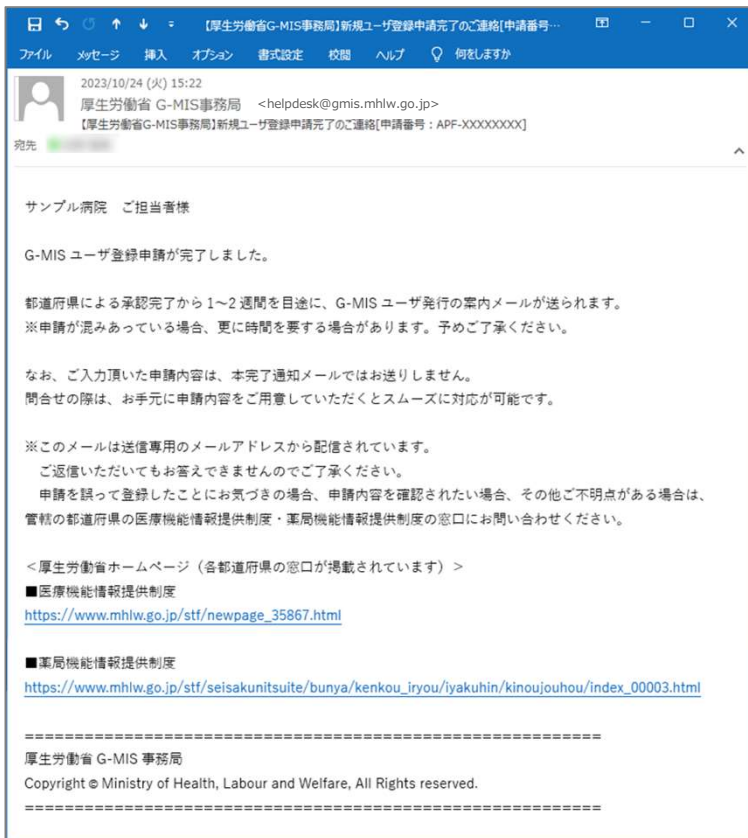 【厚生労働省G-MIS事務局】新規ユーザ登録申請完了のご連絡[申請番号…
ファイル メッセージ 挿入 オプション 書式設定 校閲 ヘルプ 何をしますか
2023/10/24 (火) 15:22
厚生労働省 G-MIS事務局 <helpdesk@gmis.mhlw.go.jp>
【厚生労働省G-MIS事務局】新規ユーザ登録申請完了のご連絡[申請番号：APF-XXXXXXXX]
宛先
サンプル病院　ご担当者様
G-MIS ユーザ登録申請が完了しました。
都道府県による承認完了から 1～2 週間を目途に、G-MIS ユーザ発行の案内メールが送られます。
※申請が混みあっている場合、更に時間を要する場合があります。予めご了承ください。
なお、ご入力頂いた申請内容は、本完了通知メールではお送りしません。
問合せの際は、お手元に申請内容をご用意していただくとスムーズに対応が可能です。
※このメールは送信専用のメールアドレスから配信されています。
ご返信いただいてもお答えできませんのでご了承ください。
申請を誤って登録したことにお気づきの場合、申請内容を確認されたい場合、その他ご不明点がある場合は、
管轄の都道府県の医療機能情報提供制度・薬局機能情報提供制度の窓口にお問い合わせください。
＜厚生労働省ホームページ（各都道府県の窓口が掲載されています）＞
■医療機能情報提供制度
https://www.mhlw.go.jp/stf/newpage_35867.html
■薬局機能情報提供制度
https://www.mhlw.go.jp/stf/seisakunitsuite/bunya/kenkou_iryou/iyakuhin/kinoujouhou/index_00003.html
============================================================
厚生労働省 G-MIS 事務局
Copyright © Ministry of Health, Labour and Welfare, All Rights reserved.
============================================================